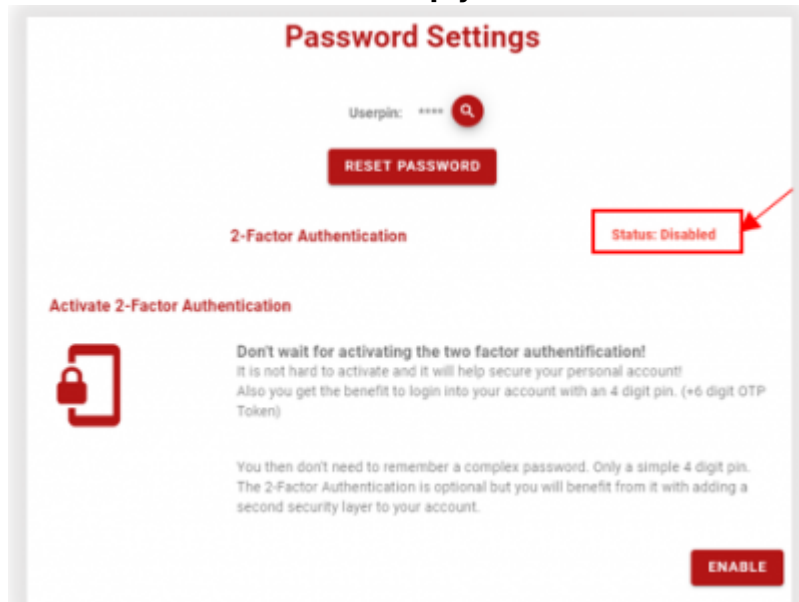 Password Settings
Userpin: ****
RESET PASSWORD
2-Factor Authentication
Status: Disabled
Activate 2-Factor Authentication
Don't wait for activating the two factor authentification!
It is not hard to activate and it will help secure your personal account!
Also you get the benefit to login into your account with an 4 digit pin. (+6 digit OTP
Token)
You then don't need to remember a complex password. Only a simple 4 digit pin.
The 2-Factor Authentication is optional but you will benefit from it with adding a
second security layer to your account.
ENABLE